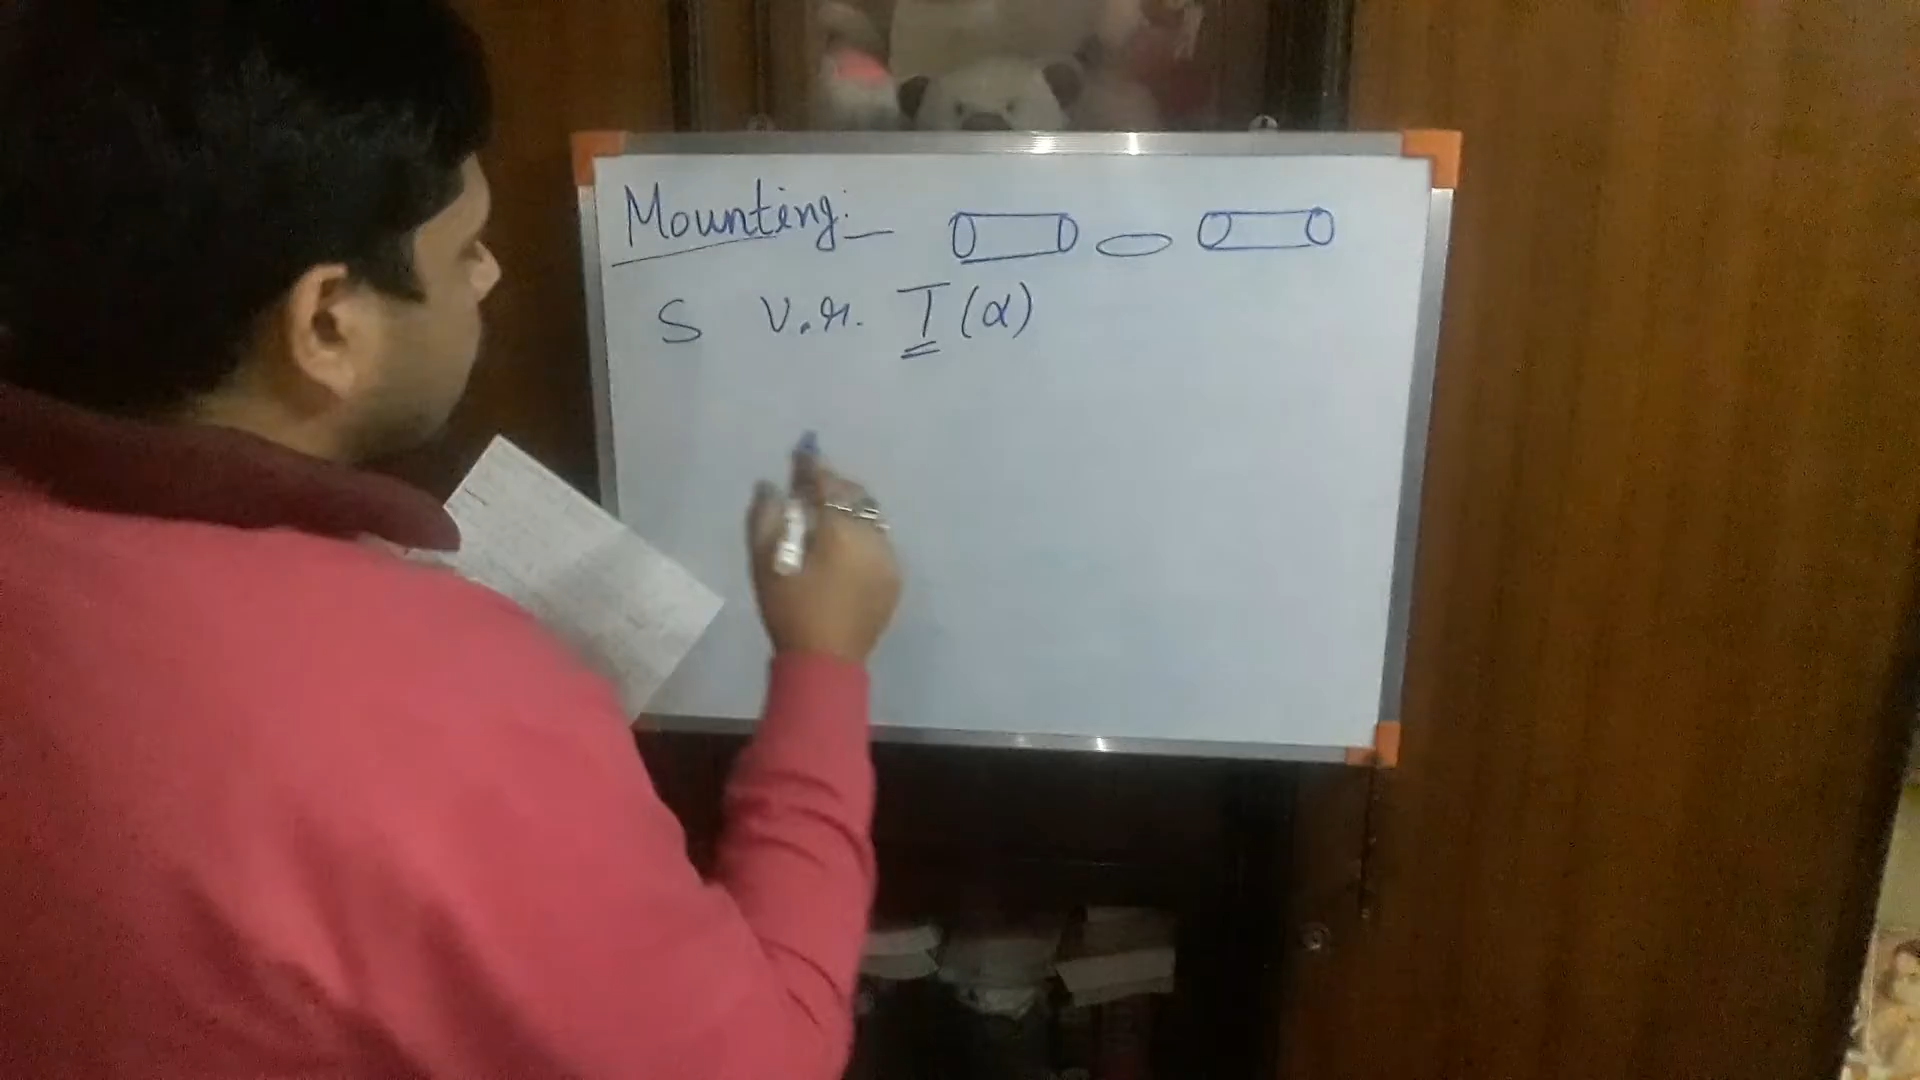 Mounting:-
S v.r. T (α)